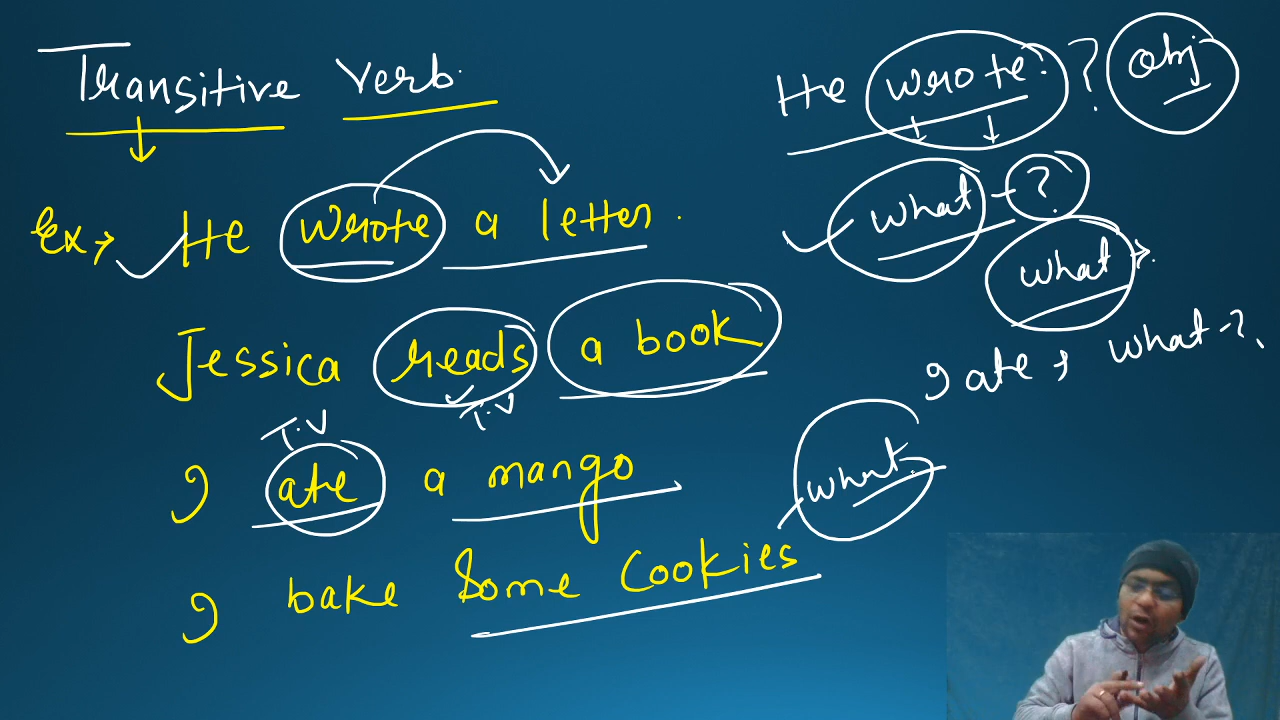 Transitive Verb.
Ex→ He wrote a letter.
Jessica reads a book
T.V
T.V
I ate a mango
I bake Some Cookies
He wrote? ? obj
what - ?
what →
I ate → what - ?
what